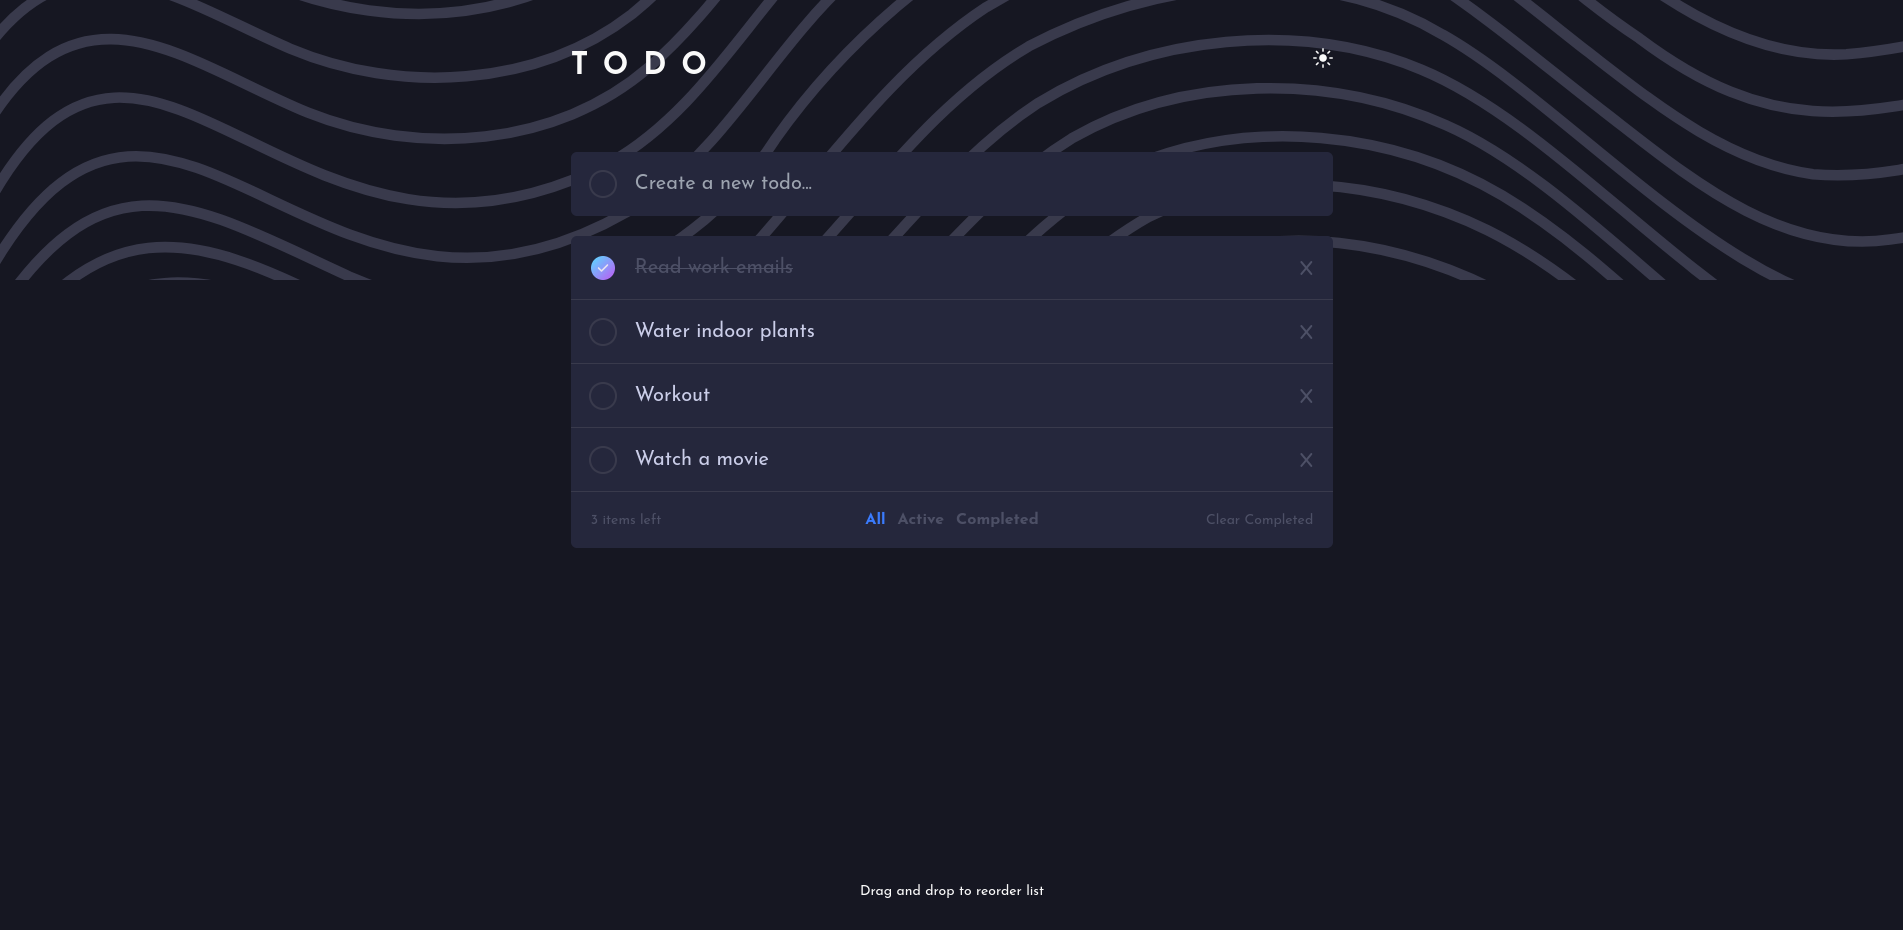 TODO
Create a new todo...
Read work emails
X
Water indoor plants
X
Workout
X
Watch a movie
X
3 items left
All Active Completed
Clear Completed
Drag and drop to reorder list